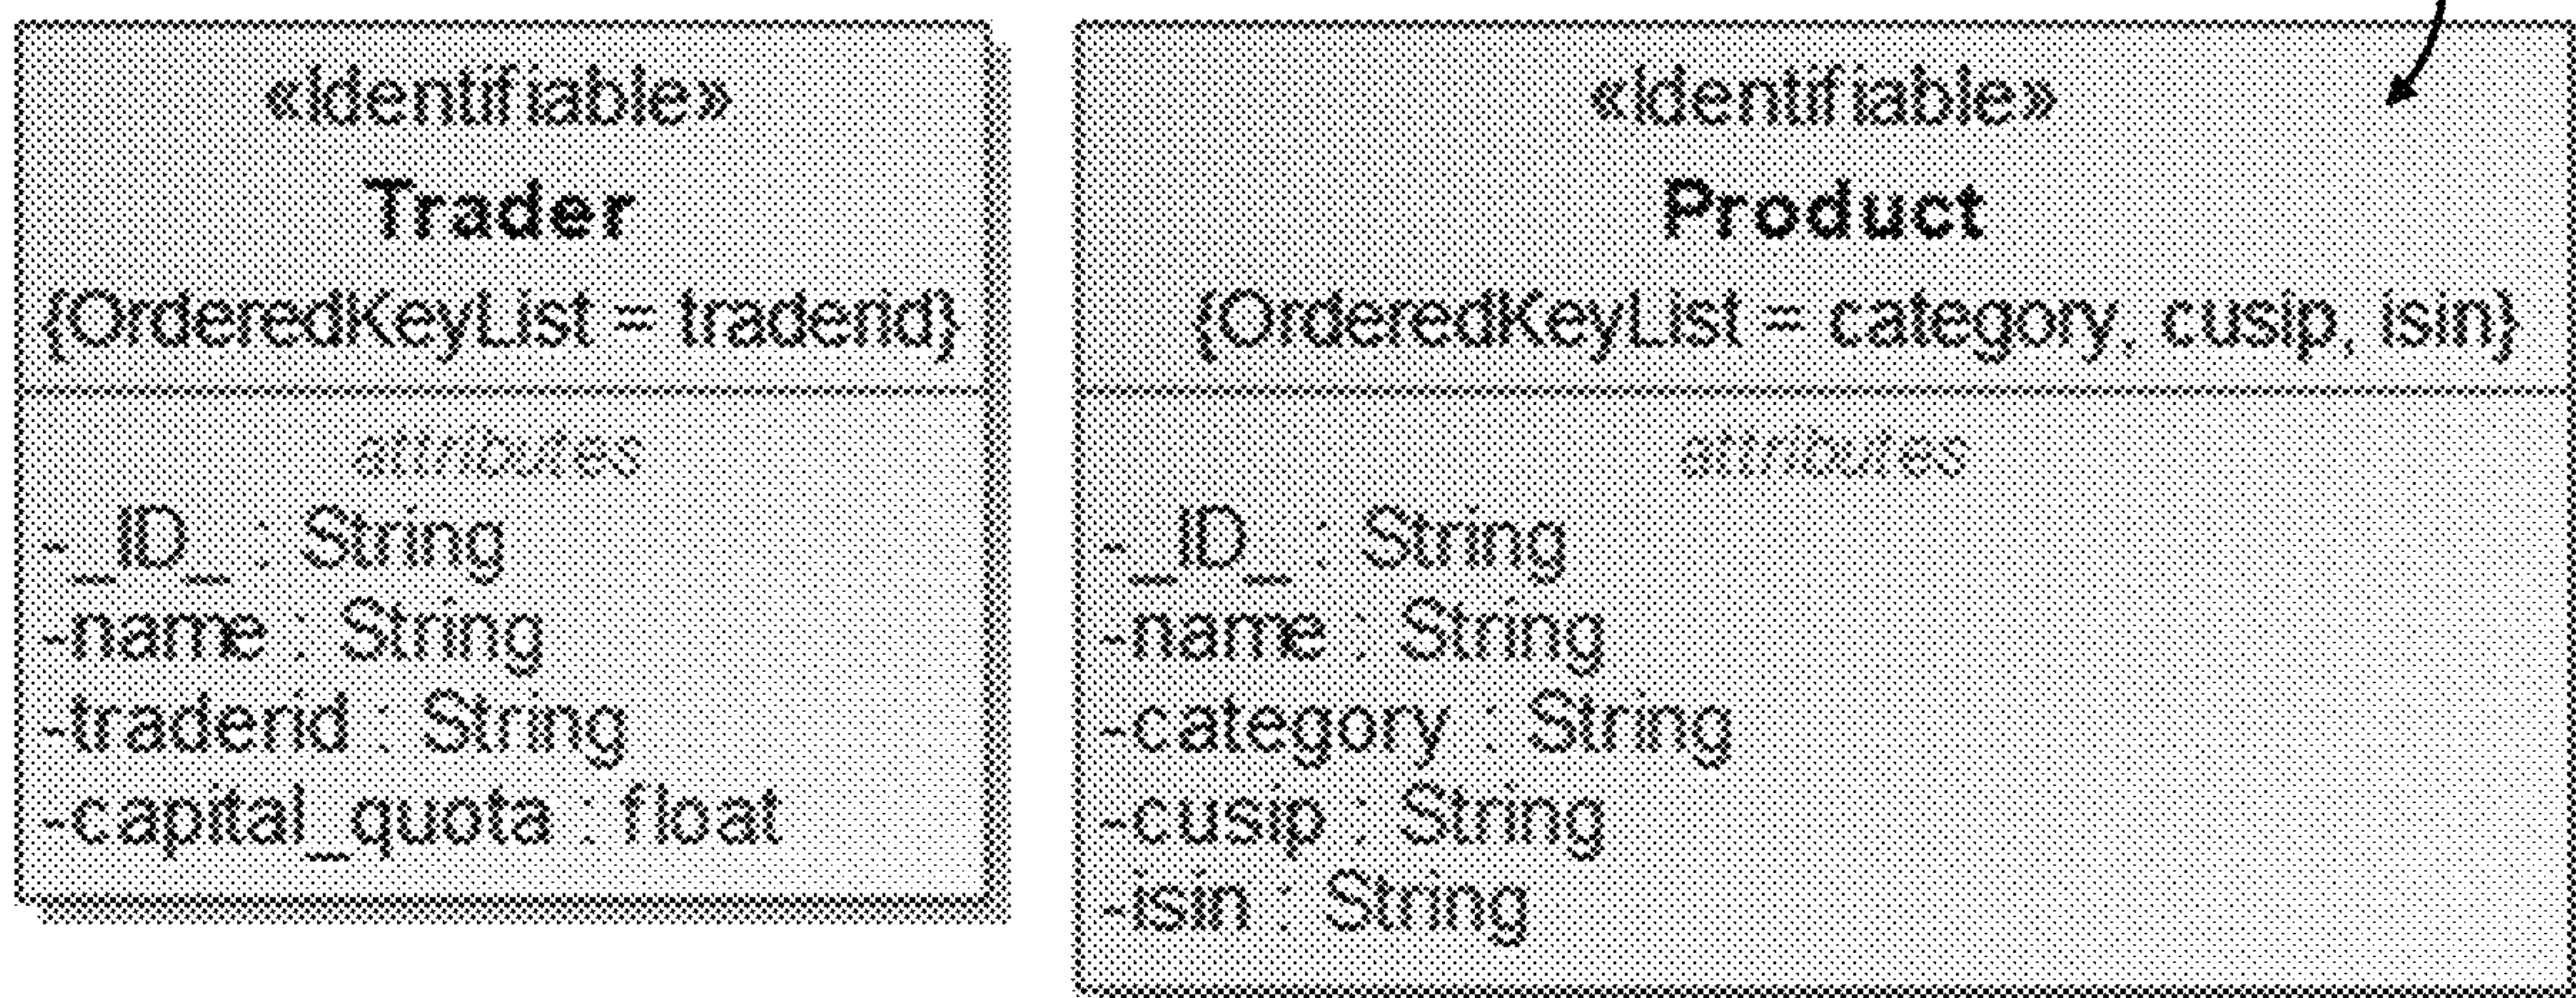 «Identifiable»
Trader
{OrderedKeyList = traderid}
attributes
-_ID_ : String
-name : String
-traderid : String
-capital_quota : float
«Identifiable»
Product
{OrderedKeyList = category, cusip, isin}
attributes
-_ID_ : String
-name : String
-category : String
-cusip : String
-isin : String